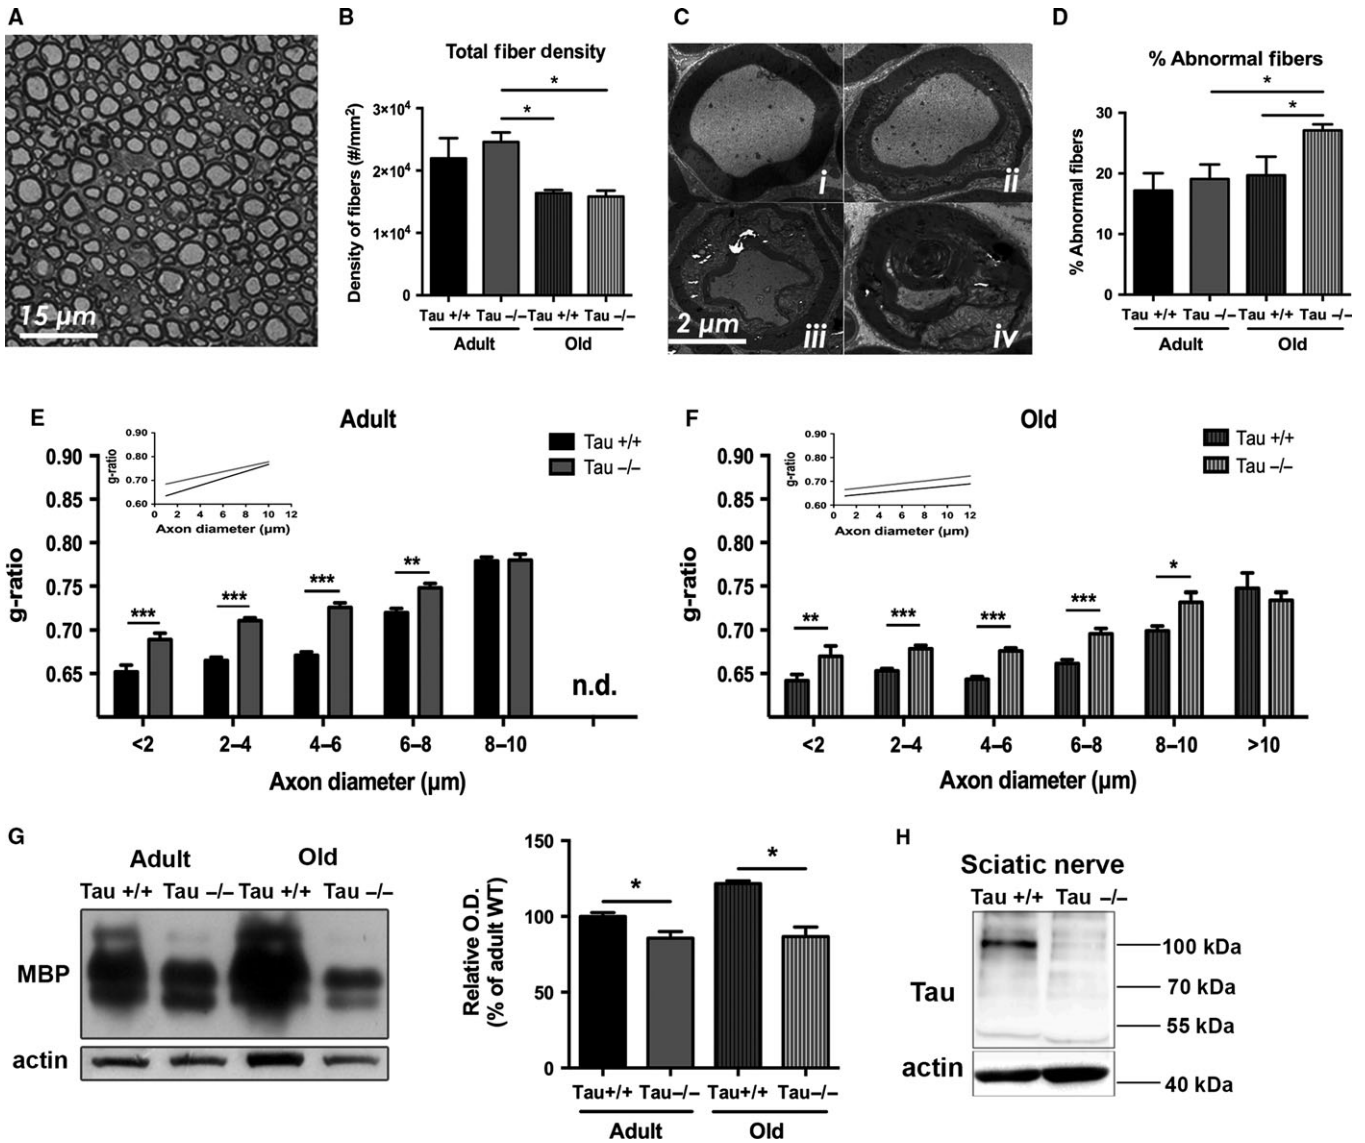 A
15 µm
B
Total fiber density
*
*
Density of fibers (#/mm²)
3×10⁴
2×10⁴
1×10⁴
0
Tau +/+ Tau –/– Tau +/+ Tau –/–
Adult Old
C
i
ii
iii
iv
2 µm
D
% Abnormal fibers
*
*
% Abnormal fibers
30
20
10
0
Tau +/+ Tau –/– Tau +/+ Tau –/–
Adult Old
E
Adult
Tau +/+
Tau –/–
g-ratio
0.90
0.80
0.70
0.60
0 2 4 6 8 10 12
Axon diameter (µm)
g-ratio
0.90
0.85
0.80
0.75
0.70
0.65
***
***
***
**
n.d.
<2 2–4 4–6 6–8 8–10
Axon diameter (µm)
F
Old
Tau +/+
Tau –/–
g-ratio
0.90
0.80
0.70
0.60
0 2 4 6 8 10 12
Axon diameter (µm)
g-ratio
0.90
0.85
0.80
0.75
0.70
0.65
**
***
***
***
*
<2 2–4 4–6 6–8 8–10 >10
Axon diameter (µm)
G
Adult Old
Tau +/+ Tau –/– Tau +/+ Tau –/–
MBP
actin
Relative O.D.
(% of adult WT)
150
100
50
0
*
*
Tau+/+ Tau–/– Tau+/+ Tau–/–
Adult Old
H
Sciatic nerve
Tau +/+ Tau –/–
Tau
100 kDa
70 kDa
55 kDa
actin
40 kDa